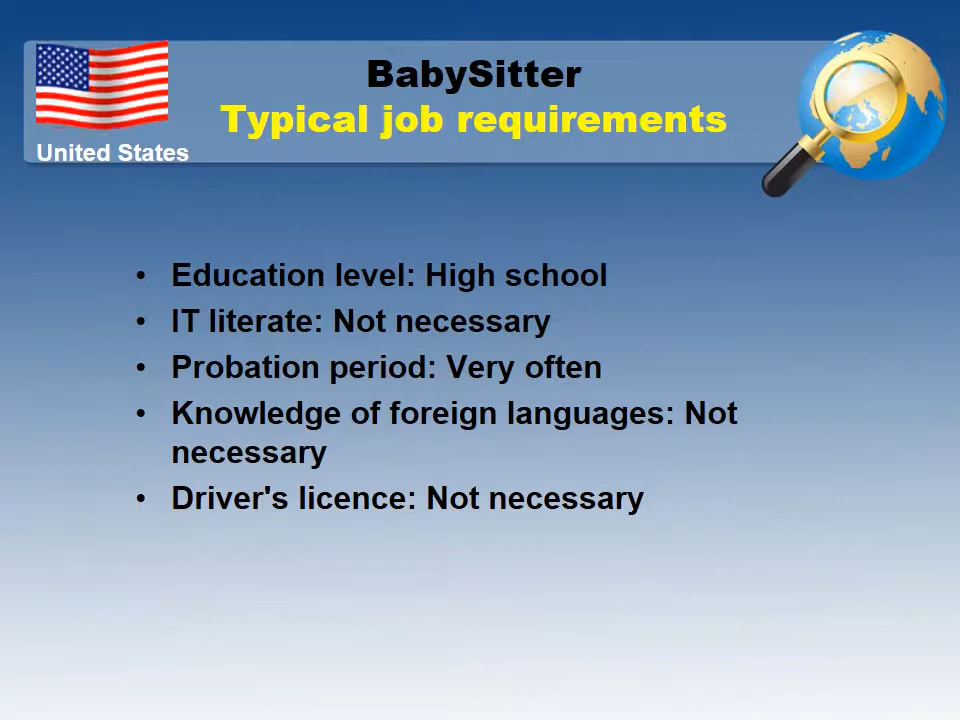 BabySitter
Typical job requirements
United States
• Education level: High school
• IT literate: Not necessary
• Probation period: Very often
• Knowledge of foreign languages: Not
necessary
• Driver's licence: Not necessary